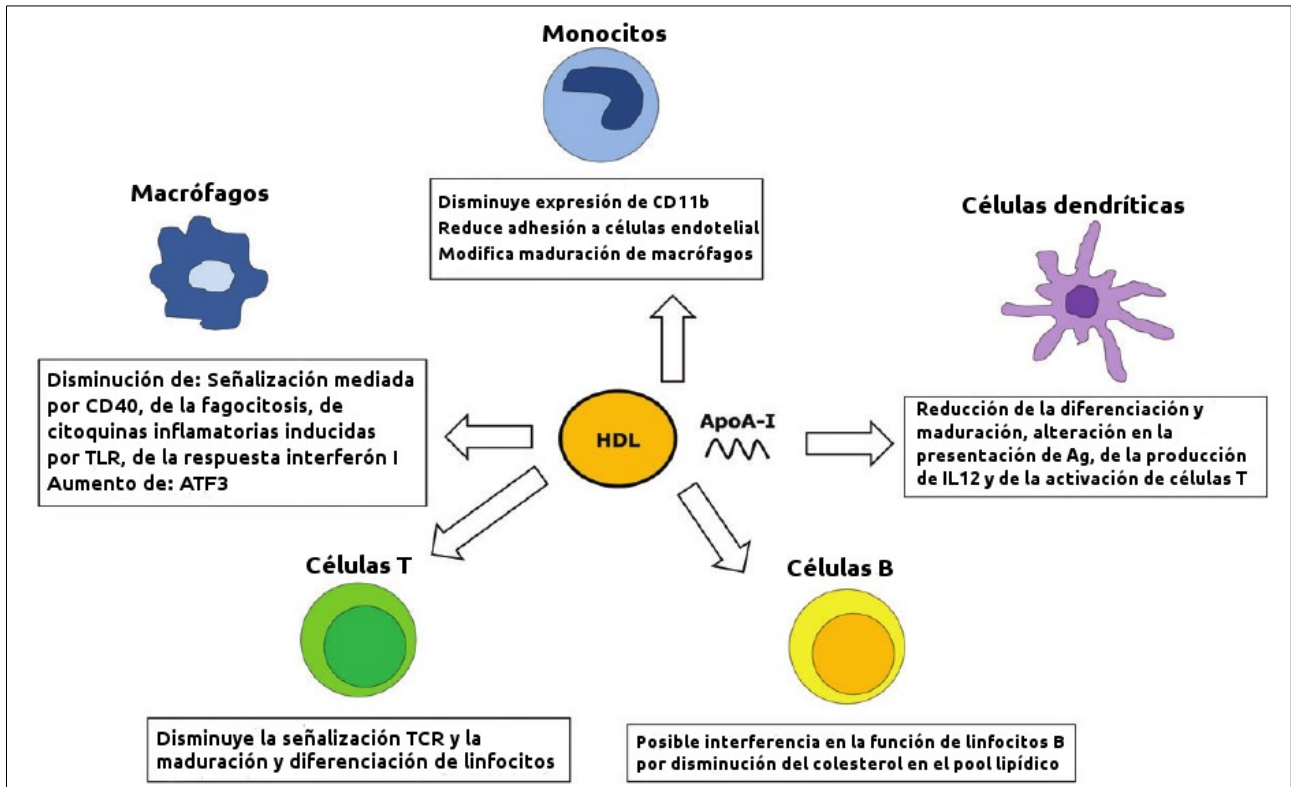 Monocitos
Disminuye expresión de CD11b
Reduce adhesión a células endotelial
Modifica maduración de macrófagos
Macrófagos
Disminución de: Señalización mediada
por CD40, de la fagocitosis, de
citoquinas inflamatorias inducidas
por TLR, de la respuesta interferón I
Aumento de: ATF3
Células dendríticas
Reducción de la diferenciación y
maduración, alteración en la
presentación de Ag, de la producción
de IL12 y de la activación de células T
HDL
ApoA-I
Células T
Disminuye la señalización TCR y la
maduración y diferenciación de linfocitos
Células B
Posible interferencia en la función de linfocitos B
por disminución del colesterol en el pool lipídico